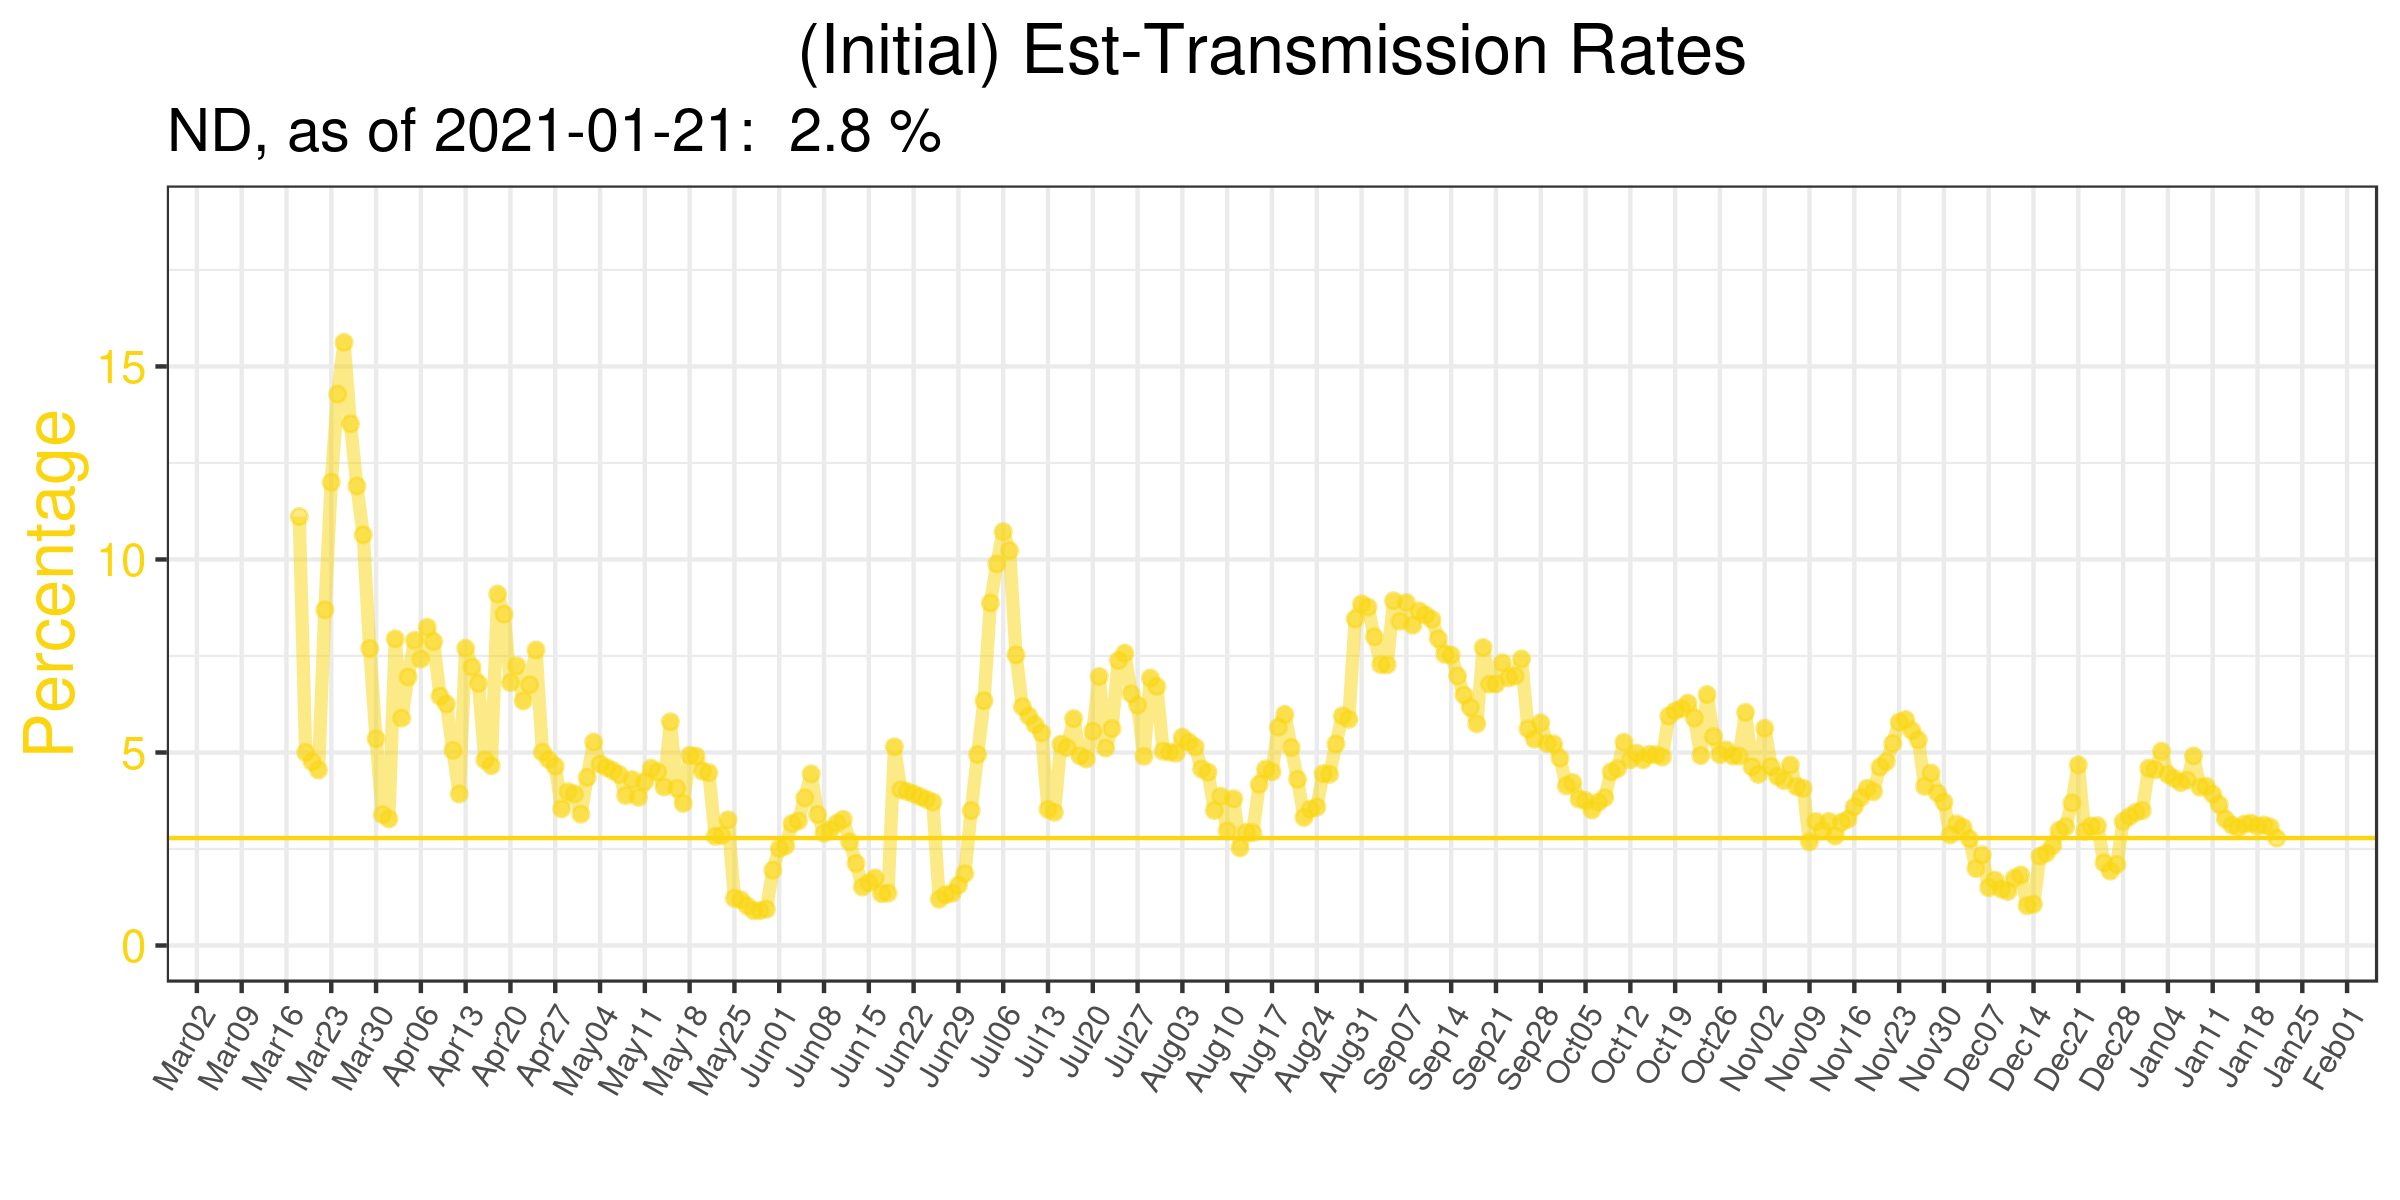 (Initial) Est-Transmission Rates
ND, as of 2021-01-21:  2.8 %
Percentage
15
10
5
0
Mar02
Mar09
Mar16
Mar23
Mar30
Apr06
Apr13
Apr20
Apr27
May04
May11
May18
May25
Jun01
Jun08
Jun15
Jun22
Jun29
Jul06
Jul13
Jul20
Jul27
Aug03
Aug10
Aug17
Aug24
Aug31
Sep07
Sep14
Sep21
Sep28
Oct05
Oct12
Oct19
Oct26
Nov02
Nov09
Nov16
Nov23
Nov30
Dec07
Dec14
Dec21
Dec28
Jan04
Jan11
Jan18
Jan25
Feb01